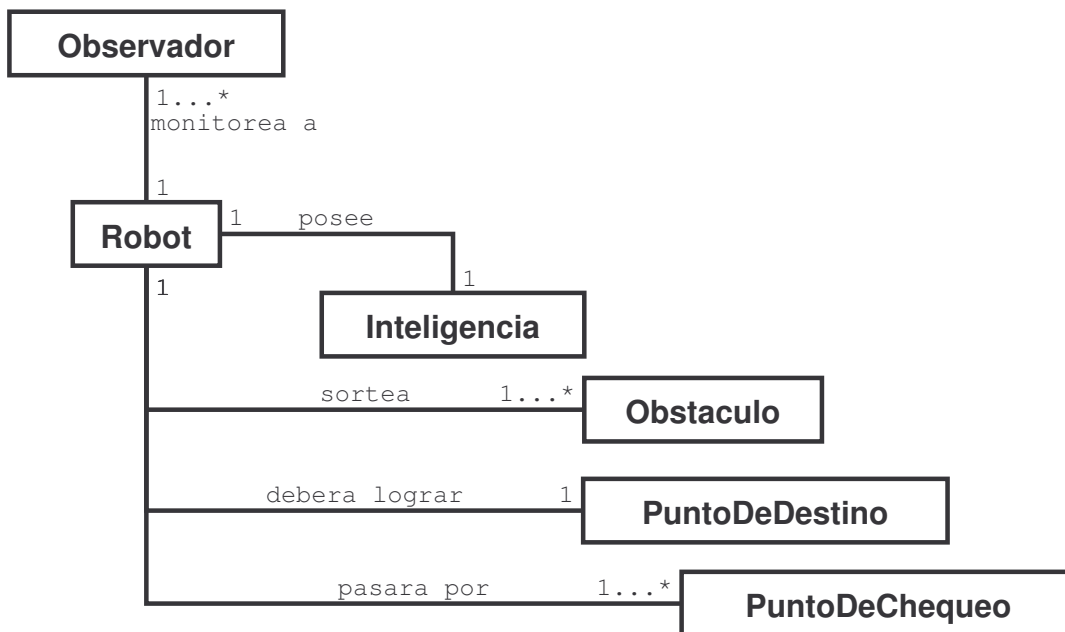 Observador
1...*
monitorea a
1
Robot
1 posee
1
1
Inteligencia
sortea 1...*
Obstaculo
debera lograr 1
PuntoDeDestino
pasara por 1...*
PuntoDeChequeo